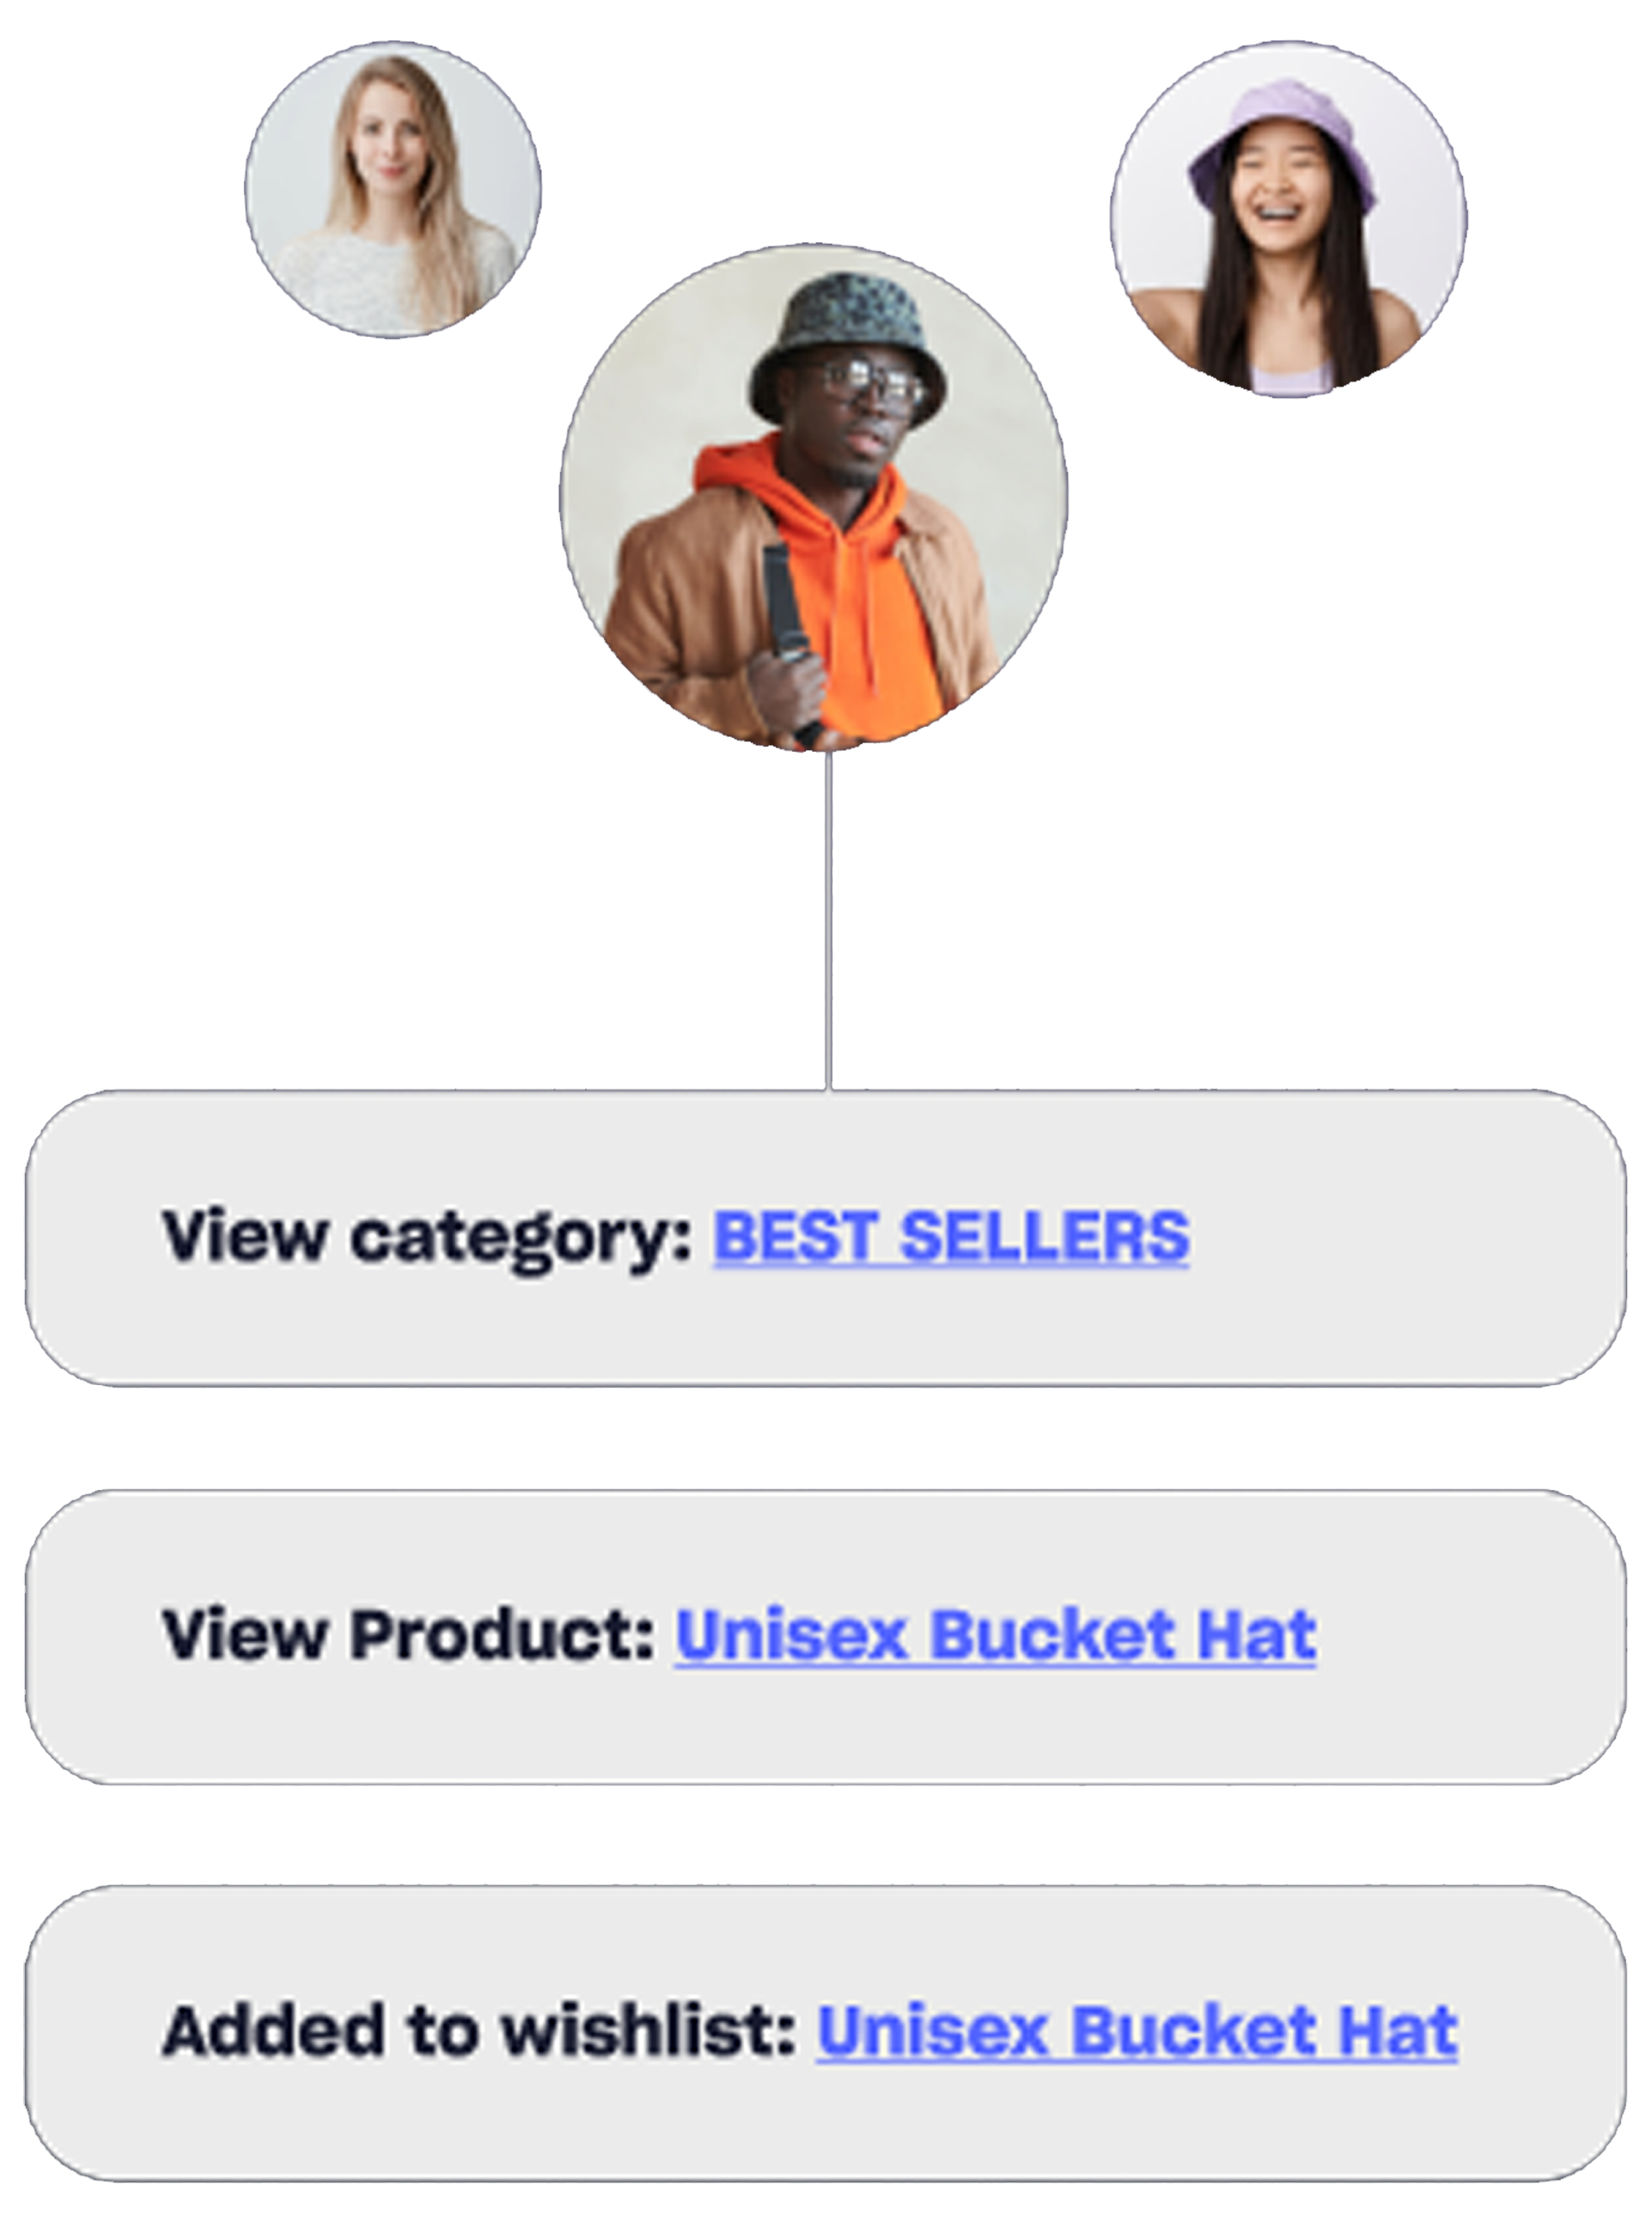 View category: BEST SELLERS
View Product: Unisex Bucket Hat
Added to wishlist: Unisex Bucket Hat